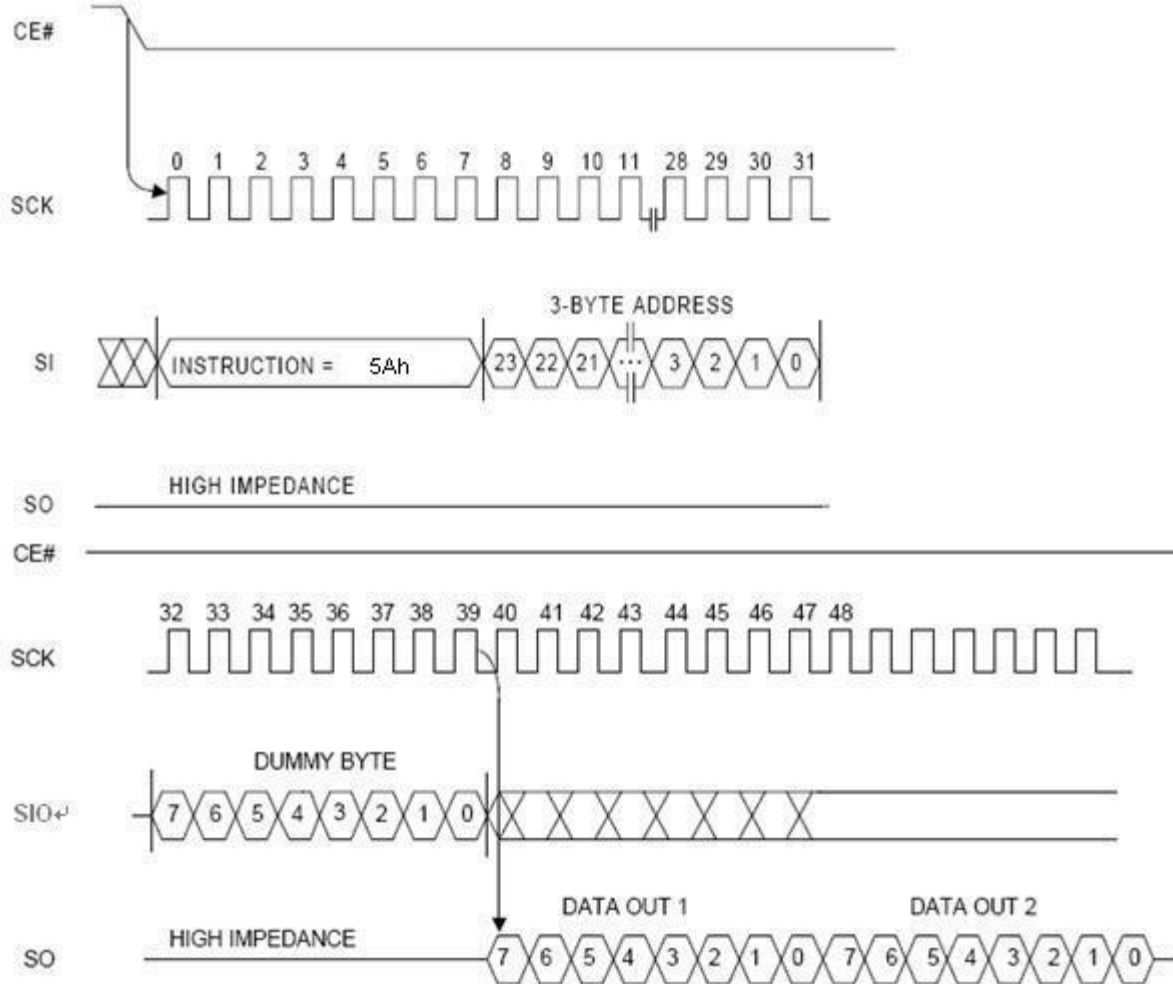 CE#
0 1 2 3 4 5 6 7 8 9 10 11 28 29 30 31
SCK
3-BYTE ADDRESS
SI INSTRUCTION = 5Ah 23 22 21 ... 3 2 1 0
HIGH IMPEDANCE
SO
CE#
32 33 34 35 36 37 38 39 40 41 42 43 44 45 46 47 48
SCK
DUMMY BYTE
SIO↵ 7 6 5 4 3 2 1 0
DATA OUT 1 DATA OUT 2
HIGH IMPEDANCE
SO 7 6 5 4 3 2 1 0 7 6 5 4 3 2 1 0